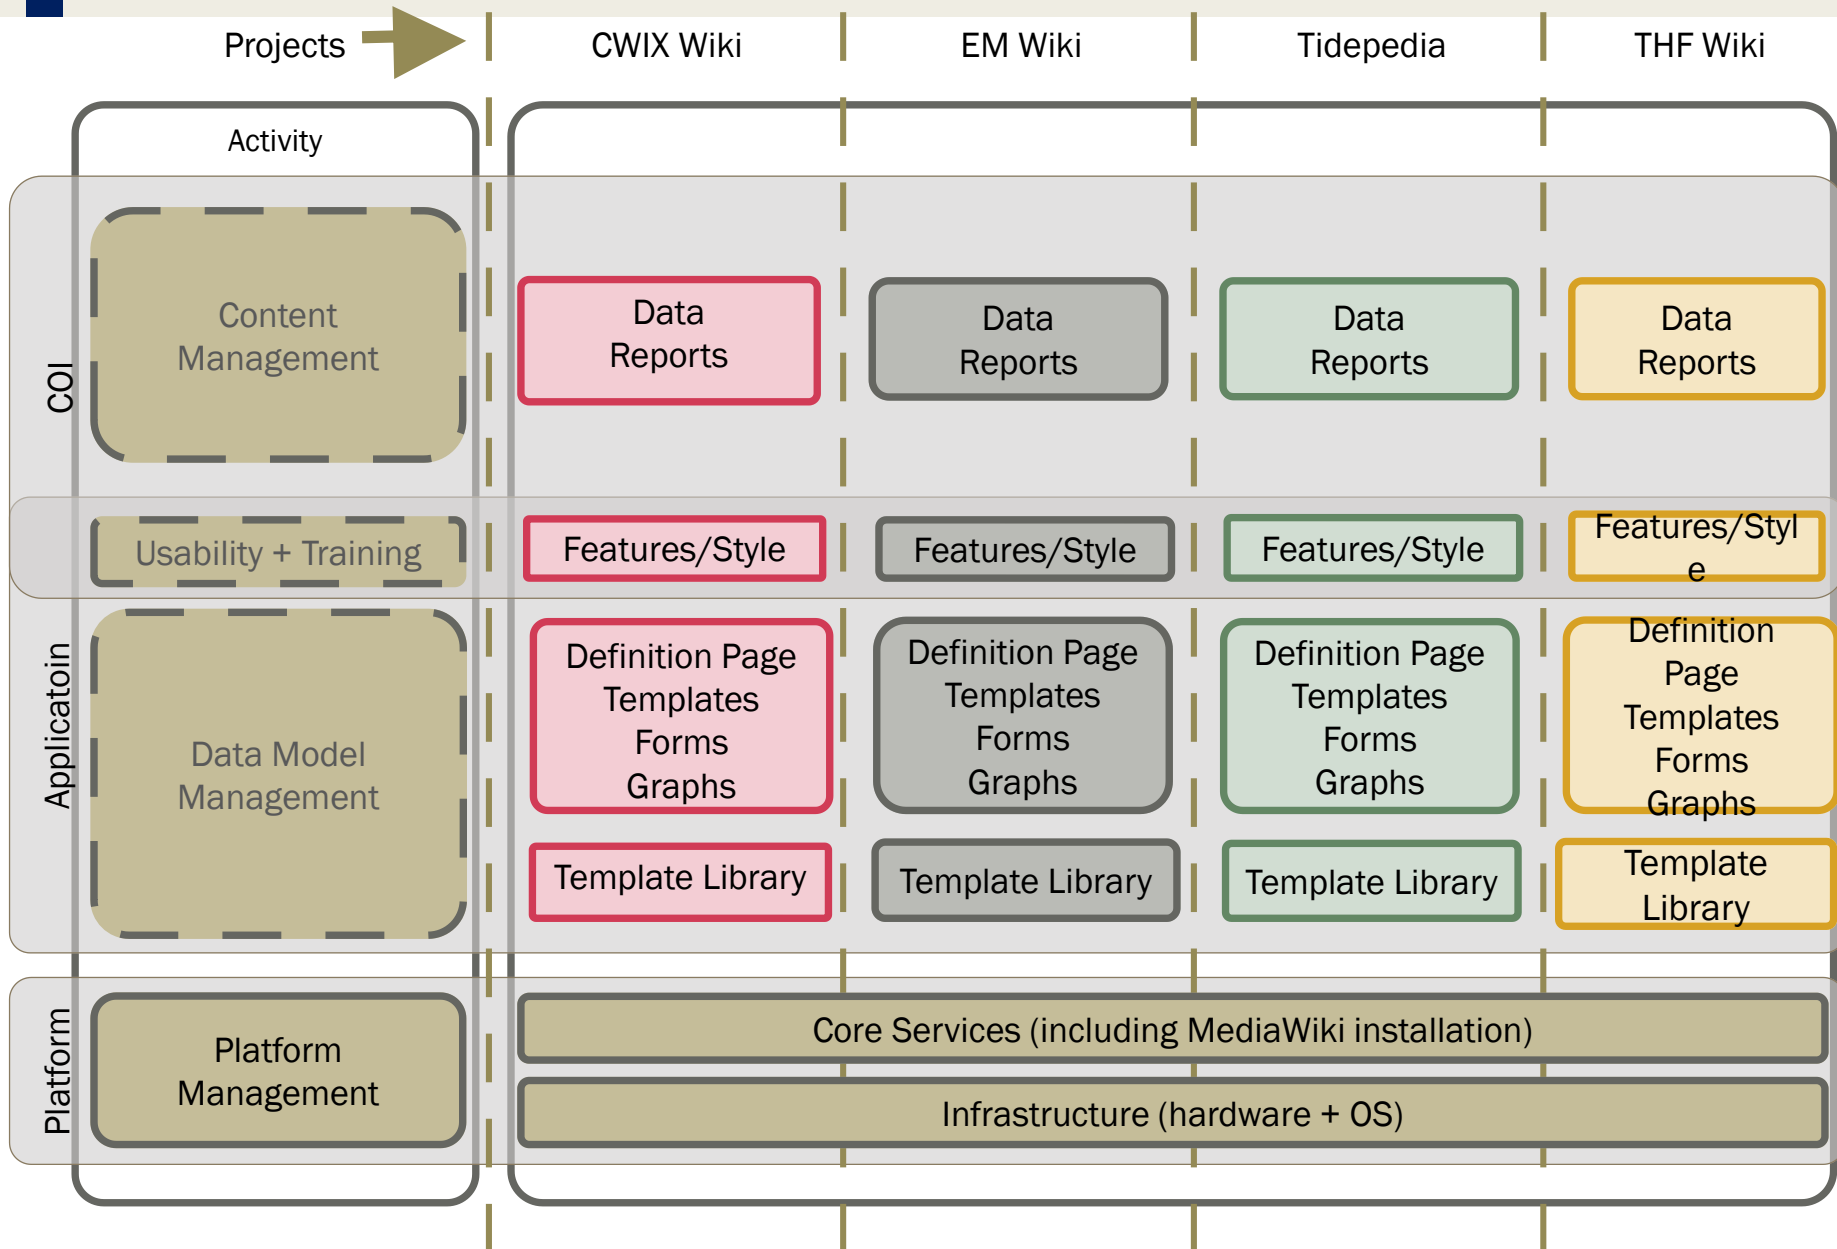 Projects
CWIX Wiki
EM Wiki
Tidepedia
THF Wiki
Activity
COI
Content
Management
Data
Reports
Data
Reports
Data
Reports
Data
Reports
Usability + Training
Features/Style
Features/Style
Features/Style
Features/Styl
e
Applicatoin
Data Model
Management
Definition Page
Templates
Forms
Graphs
Definition Page
Templates
Forms
Graphs
Definition Page
Templates
Forms
Graphs
Definition
Page
Templates
Forms
Graphs
Template Library
Template Library
Template Library
Template
Library
Platform
Platform
Management
Core Services (including MediaWiki installation)
Infrastructure (hardware + OS)